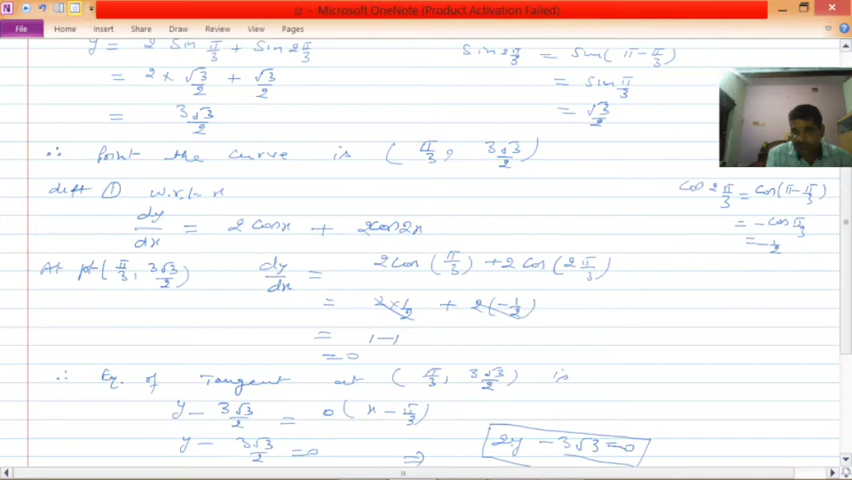 Microsoft OneNote (Product Activation Failed)
File Home Insert Share Draw Review View Pages
y = 2 Sin π/3 + Sin 2π/3
= 2 × √3/2 + √3/2
= 3√3/2
Sin 2π/3 = Sin(π-π/3)
= Sin π/3
= √3/2
∴ Point the curve is (π/3, 3√3/2)
diff ① w.r.t x
dy/dx = 2Cosx + 2cos2x
Cos 2π/3 = Cos(π-π/3)
= -Cos π/3
= -1/2
At pt (π/3, 3√3/2) dy/dx = 2Cos(π/3) + 2 Cos(2π/3)
= 2×1/2 + 2(-1/2)
= 1-1
= 0
∴ Eq. of Tangent at (π/3, 3√3/2) is
y - 3√3/2 = 0(x - π/3)
y - 3√3/2 = 0 ⇒ 2y - 3√3 = 0